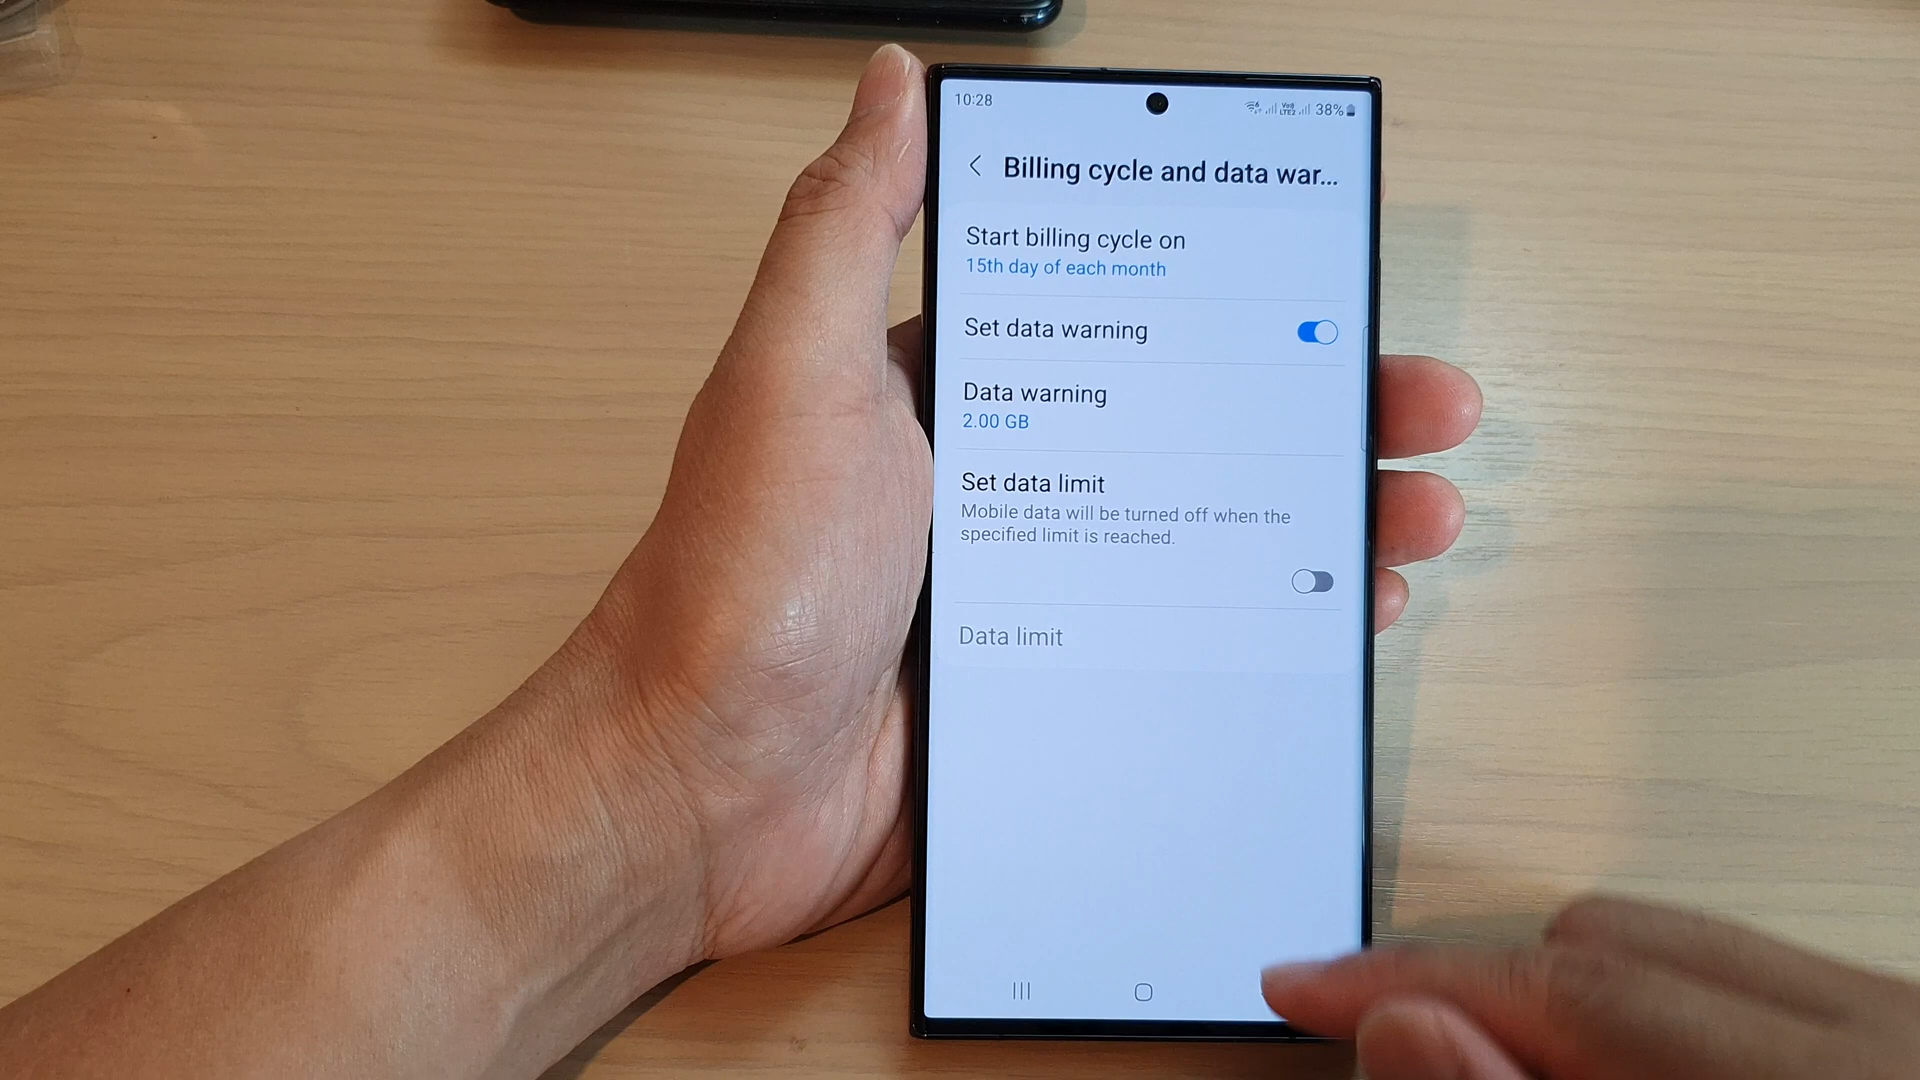 10:28
38%
Billing cycle and data war...
Start billing cycle on
15th day of each month
Set data warning
Data warning
2.00 GB
Set data limit
Mobile data will be turned off when the
specified limit is reached.
Data limit